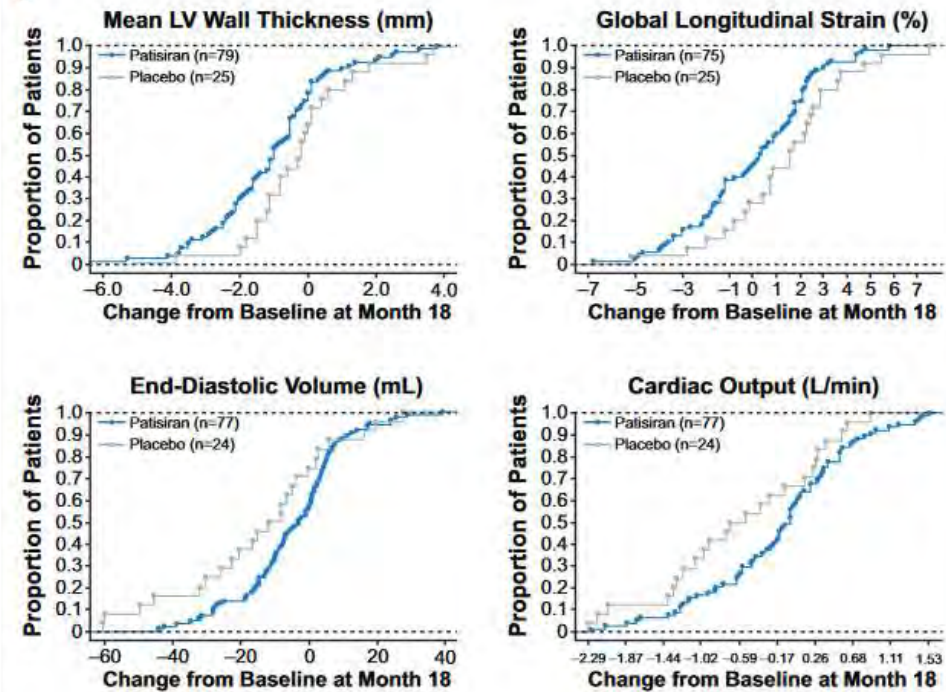 Mean LV Wall Thickness (mm)
Proportion of Patients
1.0
0.9
0.8
0.7
0.6
0.5
0.4
0.3
0.2
0.1
0
Patisiran (n=79)
Placebo (n=25)
−6.0 −4.0 −2.0 0 2.0 4.0
Change from Baseline at Month 18
Global Longitudinal Strain (%)
Proportion of Patients
1.0
0.9
0.8
0.7
0.6
0.5
0.4
0.3
0.2
0.1
0
Patisiran (n=75)
Placebo (n=25)
−7 −5 −3 −1 0 1 2 3 5 7
Change from Baseline at Month 18
End-Diastolic Volume (mL)
Proportion of Patients
1.0
0.9
0.8
0.7
0.6
0.5
0.4
0.3
0.2
0.1
0
Patisiran (n=77)
Placebo (n=24)
−60 −40 −20 0 20 40
Change from Baseline at Month 18
Cardiac Output (L/min)
Proportion of Patients
1.0
0.9
0.8
0.7
0.6
0.5
0.4
0.3
0.2
0.1
0
Patisiran (n=77)
Placebo (n=24)
−2.29 −1.87 −1.44 −1.02 −0.59 −0.17 0.26 0.68 1.11 1.53
Change from Baseline at Month 18